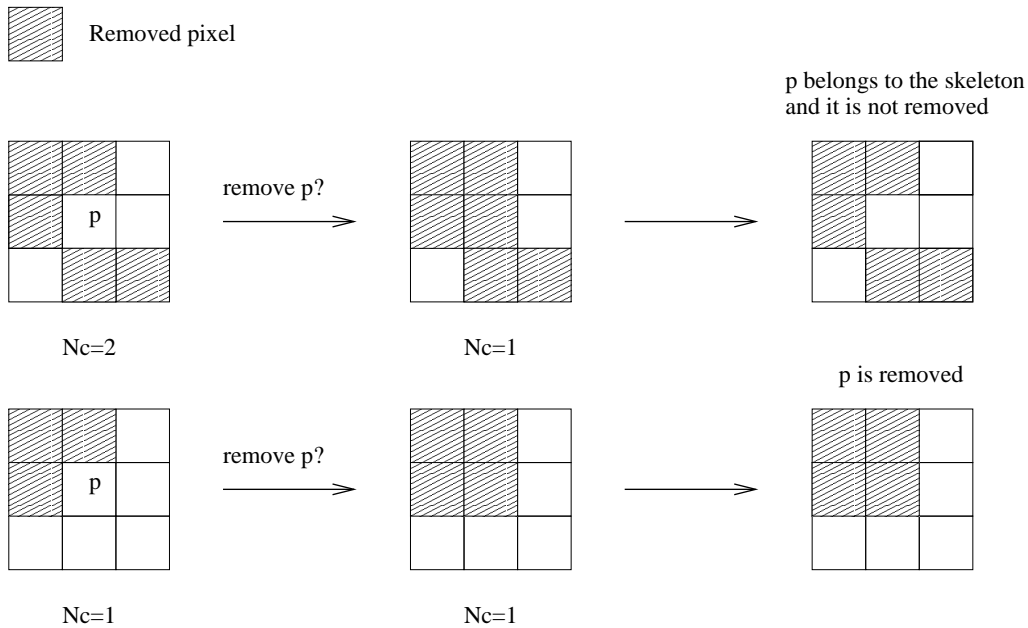 Removed pixel
p belongs to the skeleton
and it is not removed
p
remove p?
Nc=2
Nc=1
p is removed
p
remove p?
Nc=1
Nc=1